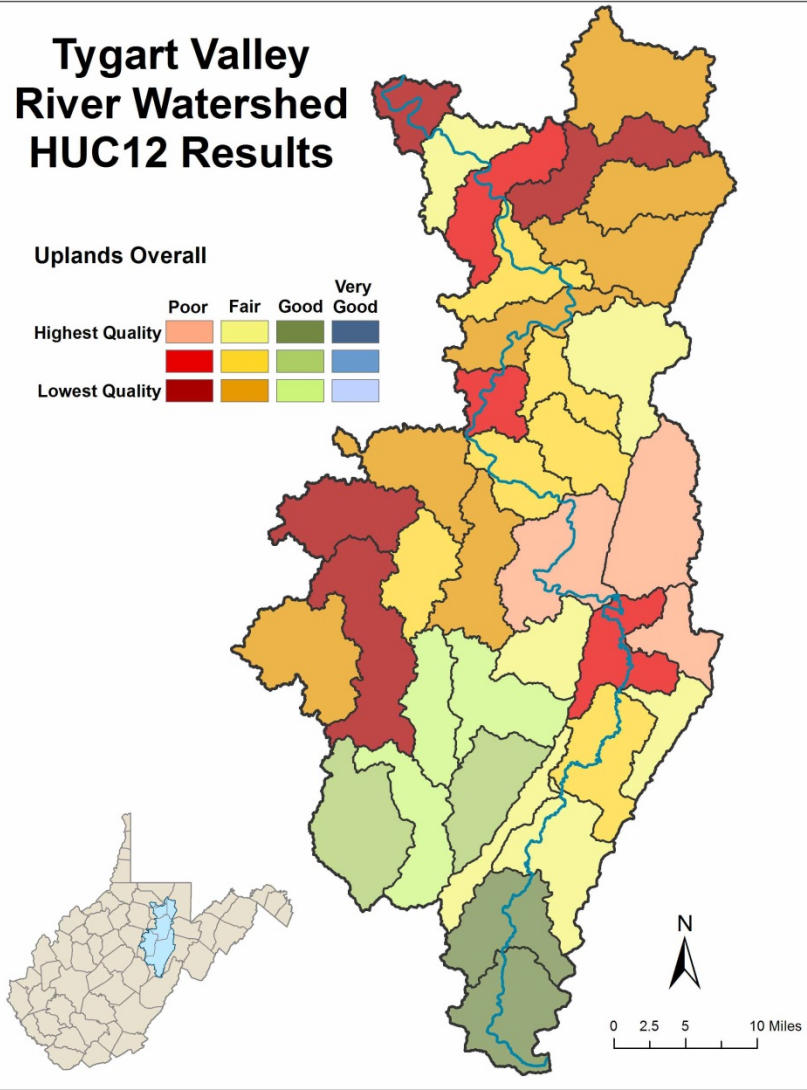 Tygart Valley
River Watershed
HUC12 Results
Uplands Overall
Poor Fair Good Very Good
Highest Quality
Lowest Quality
N
0 2.5 5 10 Miles